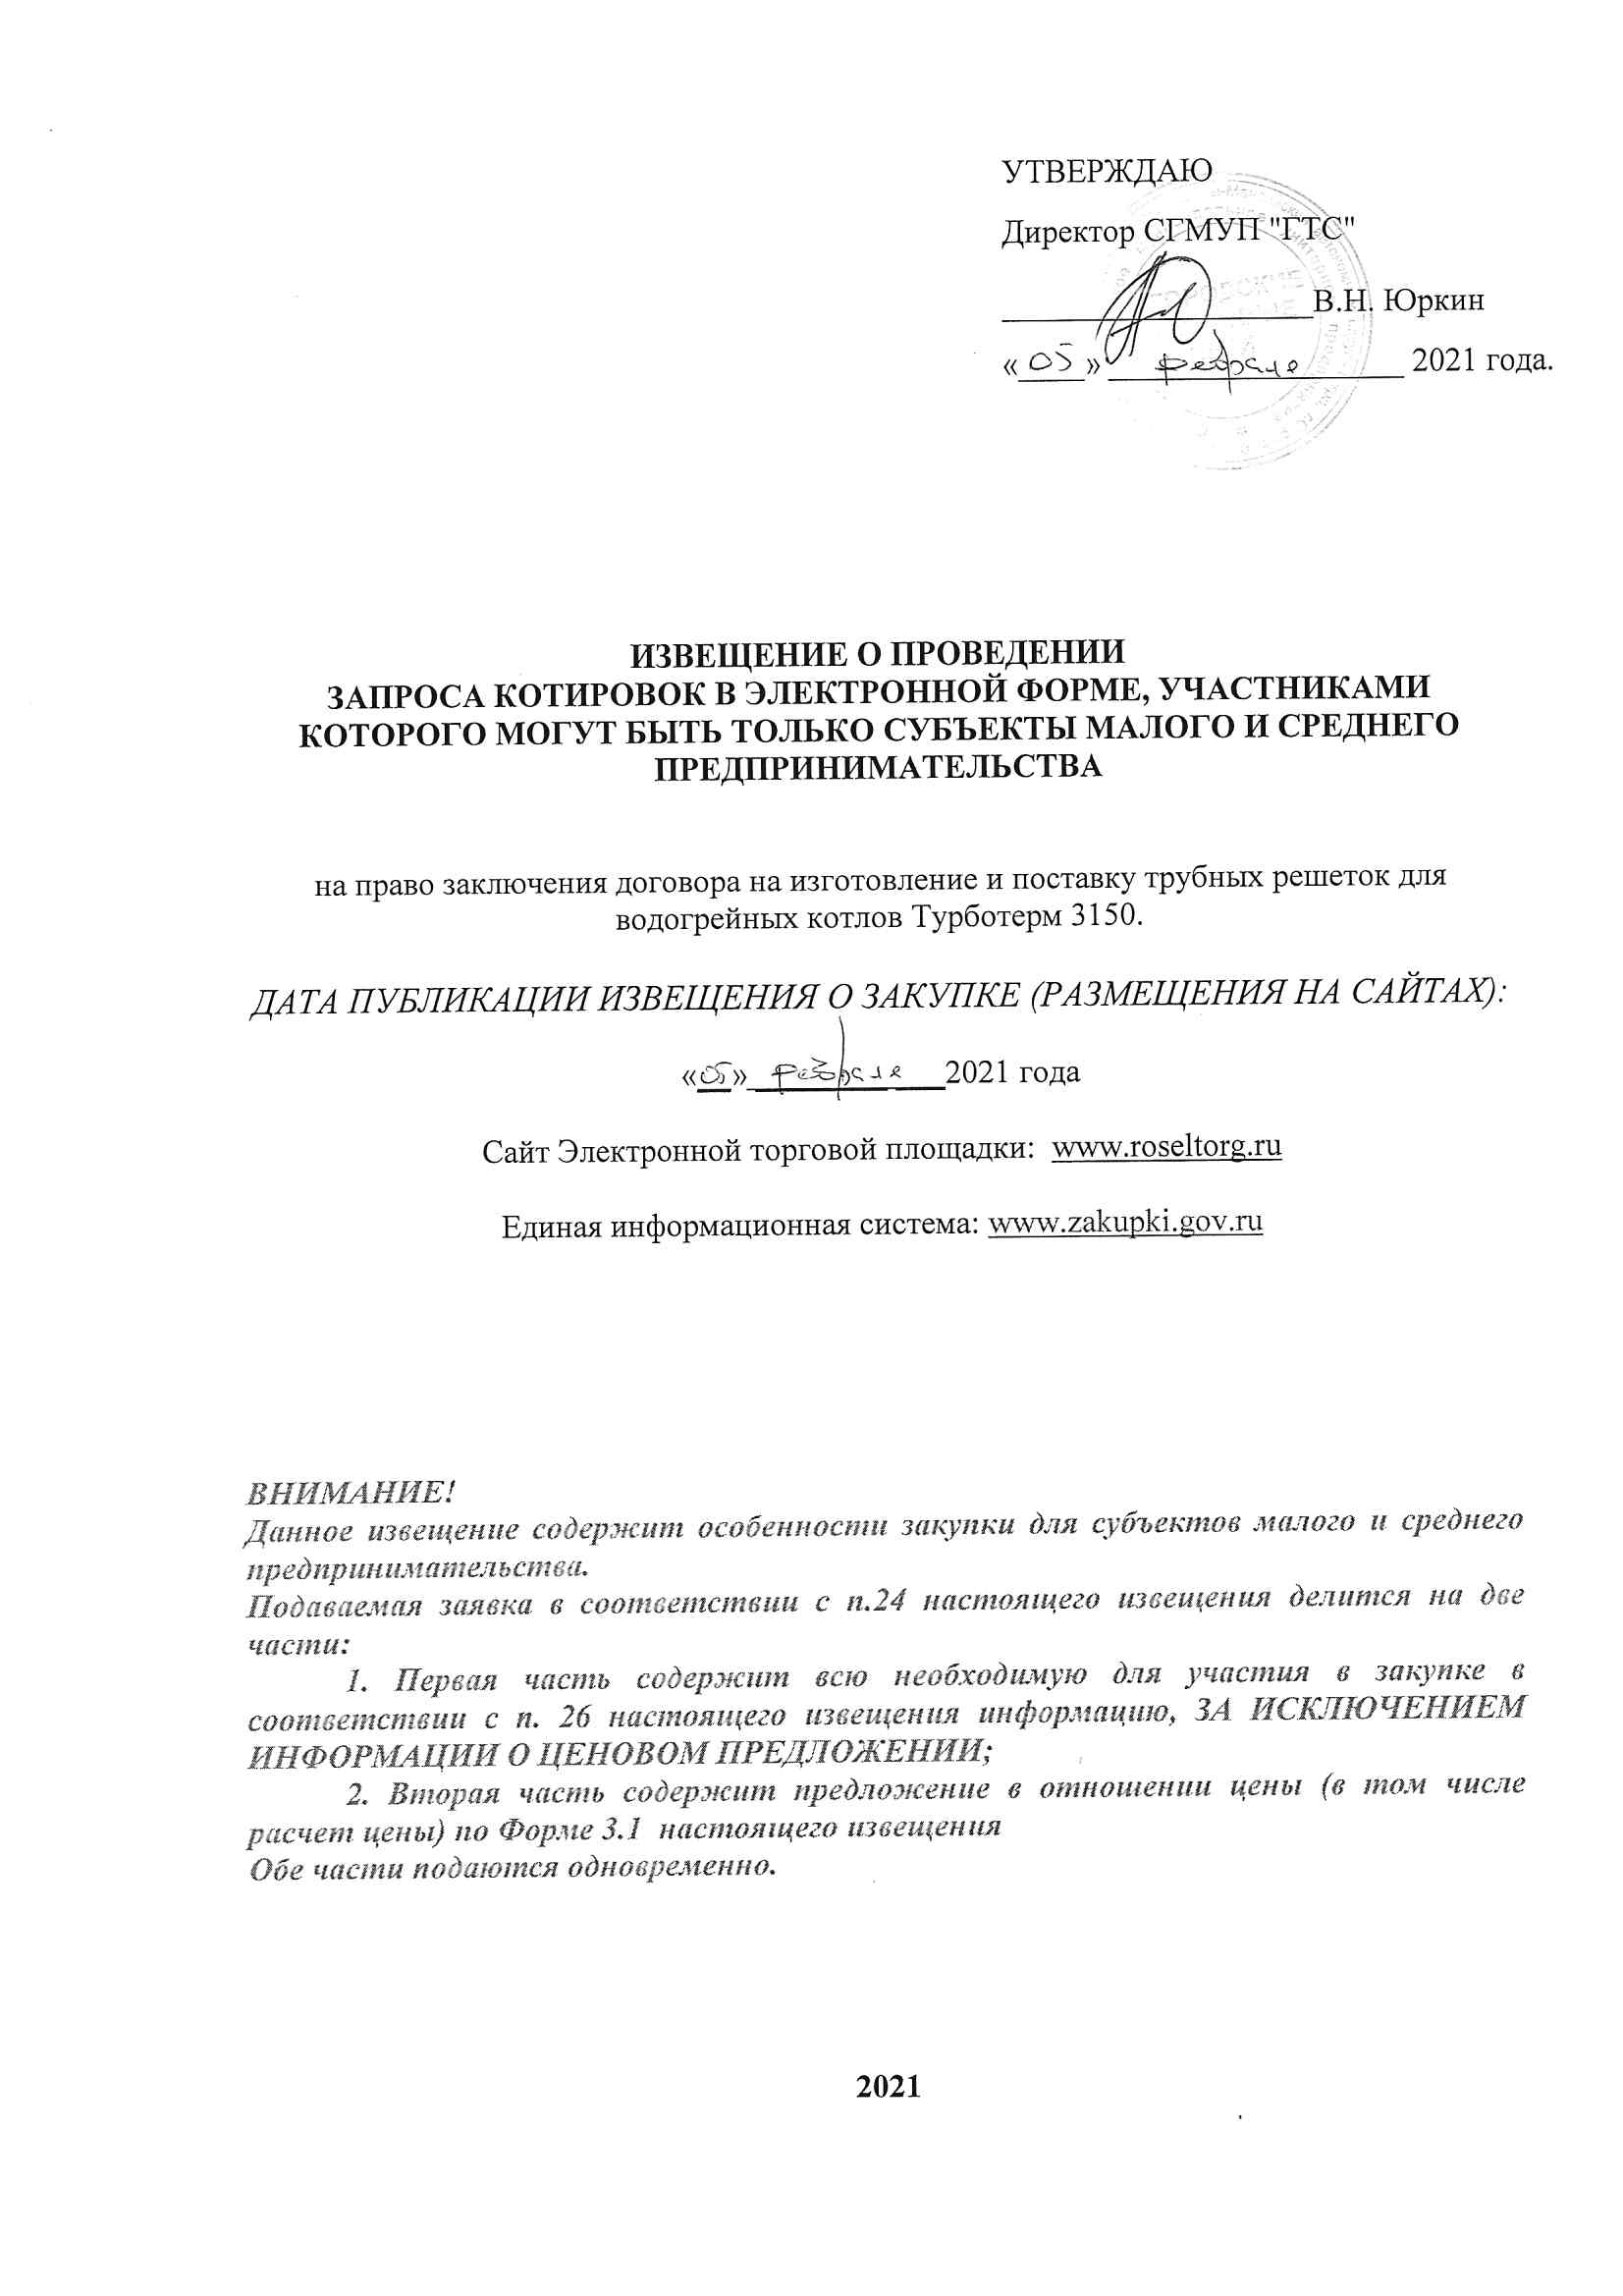 УТВЕРЖДАЮ
Директор СГМУП "ГТС"
В.Н. Юркин
«05» февраля 2021 года.
ИЗВЕЩЕНИЕ О ПРОВЕДЕНИИ
ЗАПРОСА КОТИРОВОК В ЭЛЕКТРОННОЙ ФОРМЕ, УЧАСТНИКАМИ
КОТОРОГО МОГУТ БЫТЬ ТОЛЬКО СУБЪЕКТЫ МАЛОГО И СРЕДНЕГО
ПРЕДПРИНИМАТЕЛЬСТВА
на право заключения договора на изготовление и поставку трубных решеток для
водогрейных котлов Турботерм 3150.
ДАТА ПУБЛИКАЦИИ ИЗВЕЩЕНИЯ О ЗАКУПКЕ (РАЗМЕЩЕНИЯ НА САЙТАХ):
«05» февраля 2021 года
Сайт Электронной торговой площадки: www.roseltorg.ru
Единая информационная система: www.zakupki.gov.ru
ВНИМАНИЕ!
Данное извещение содержит особенности закупки для субъектов малого и среднего
предпринимательства.
Подаваемая заявка в соответствии с п.24 настоящего извещения делится на две
части:
1. Первая часть содержит всю необходимую для участия в закупке в
соответствии с п. 26 настоящего извещения информацию, ЗА ИСКЛЮЧЕНИЕМ
ИНФОРМАЦИИ О ЦЕНОВОМ ПРЕДЛОЖЕНИИ;
2. Вторая часть содержит предложение в отношении цены (в том числе
расчет цены) по Форме 3.1 настоящего извещения
Обе части подаются одновременно.
2021